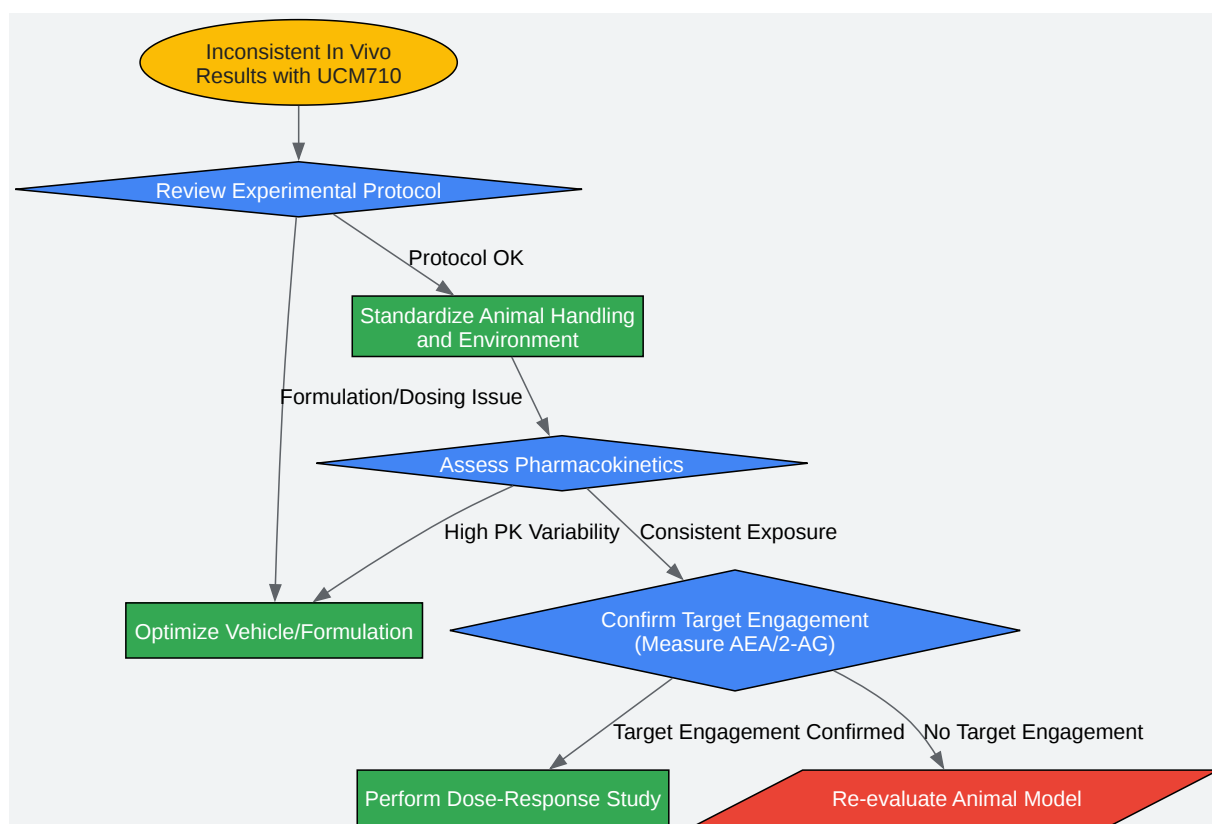 Inconsistent In Vivo
Results with UCM710
Review Experimental Protocol
Protocol OK
Standardize Animal Handling
and Environment
Formulation/Dosing Issue
Assess Pharmacokinetics
High PK Variability
Consistent Exposure
Optimize Vehicle/Formulation
Confirm Target Engagement
(Measure AEA/2-AG)
Target Engagement Confirmed
No Target Engagement
Perform Dose-Response Study
Re-evaluate Animal Model